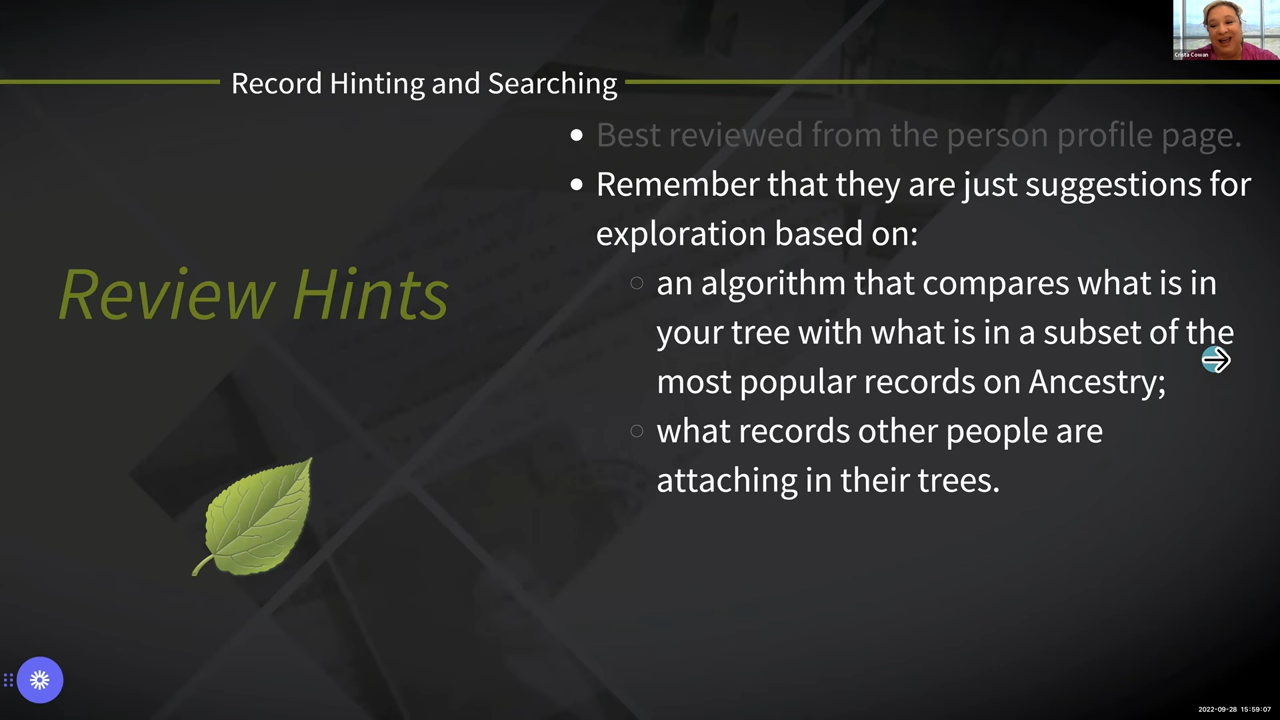 Crista Cowan
Record Hinting and Searching
Best reviewed from the person profile page.
Remember that they are just suggestions for
exploration based on:
an algorithm that compares what is in
your tree with what is in a subset of the
most popular records on Ancestry;
what records other people are
attaching in their trees.
Review Hints
2022-09-28 15:59:07